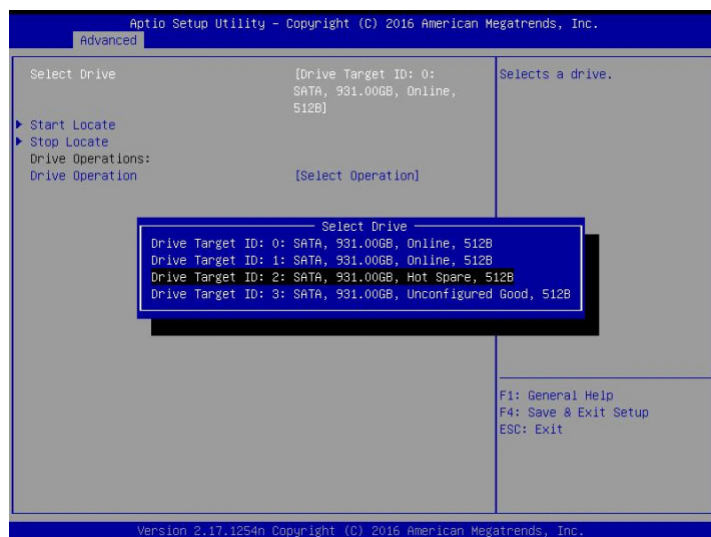 Aptio Setup Utility – Copyright (C) 2016 American Megatrends, Inc.
Advanced
Select Drive [Drive Target ID: 0: SATA, 931.00GB, Online, 512B]
Selects a drive.
Start Locate
Stop Locate
Drive Operations:
Drive Operation [Select Operation]
Select Drive
Drive Target ID: 0: SATA, 931.00GB, Online, 512B
Drive Target ID: 1: SATA, 931.00GB, Online, 512B
Drive Target ID: 2: SATA, 931.00GB, Hot Spare, 512B
Drive Target ID: 3: SATA, 931.00GB, Unconfigured Good, 512B
F1: General Help
F4: Save & Exit Setup
ESC: Exit
Version 2.17.1254n Copyright (C) 2016 American Megatrends, Inc.